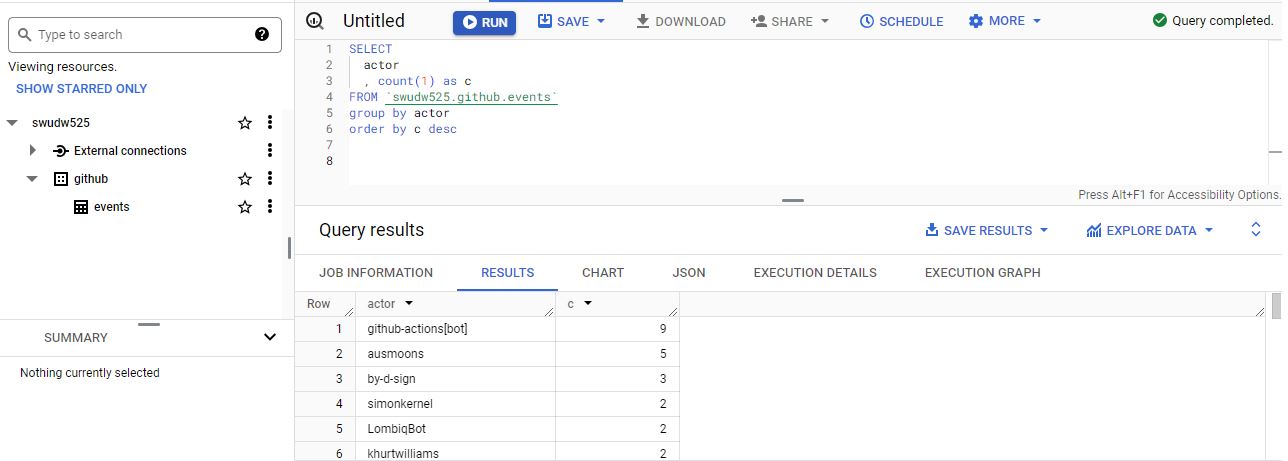 Type to search
Viewing resources.
SHOW STARRED ONLY
swudw525
External connections
github
events
SUMMARY
Nothing currently selected
Untitled RUN SAVE DOWNLOAD SHARE SCHEDULE MORE Query completed.
1 SELECT
2 actor
3 , count(1) as c
4 FROM `swudw525.github.events`
5 group by actor
6 order by c desc
7
8
Press Alt+F1 for Accessibility Options.
Query results SAVE RESULTS EXPLORE DATA
JOB INFORMATION RESULTS CHART JSON EXECUTION DETAILS EXECUTION GRAPH
Row actor c
1 github-actions[bot] 9
2 ausmoons 5
3 by-d-sign 3
4 simonkernel 2
5 LombiqBot 2
6 khurtwilliams 2